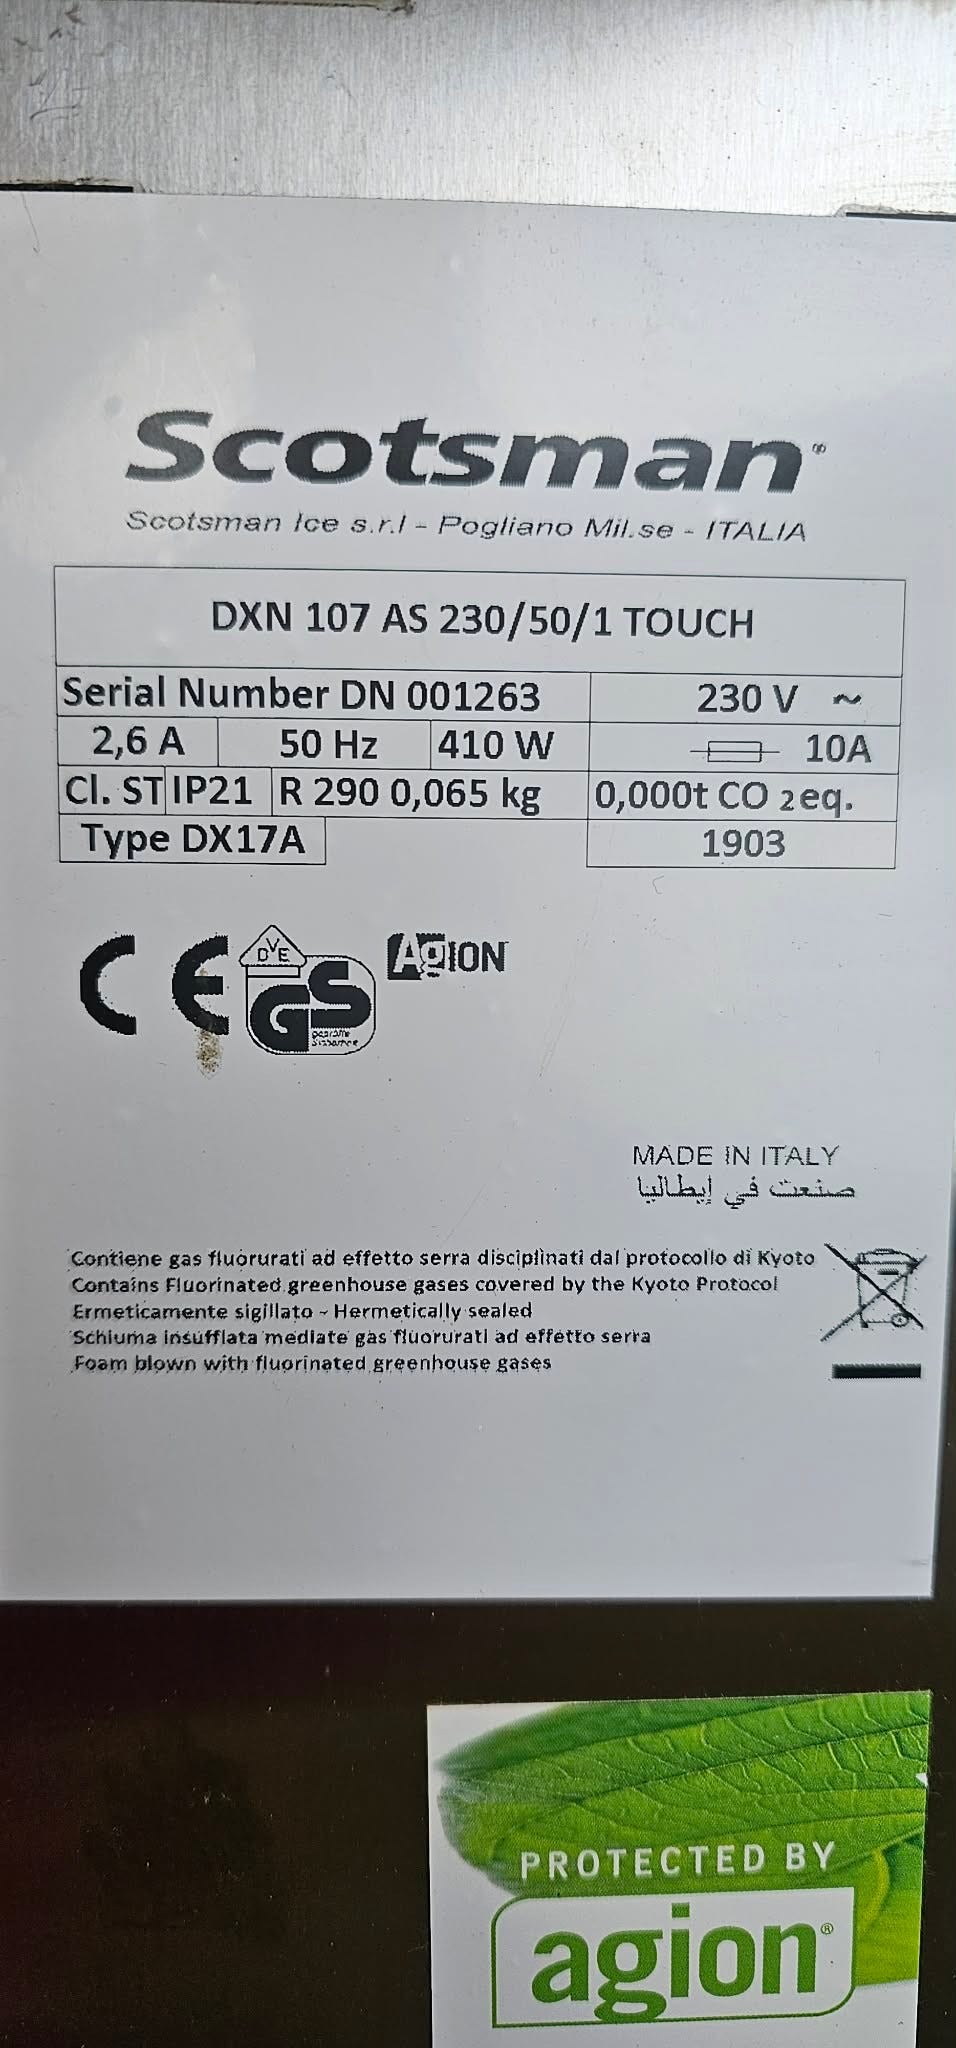 Scotsman®
Scotsman Ice s.r.l - Pogliano Mil.se - ITALIA
DXN 107 AS 230/50/1 TOUCH
Serial Number DN 001263 230 V ~
2,6 A 50 Hz 410 W 10A
Cl. ST IP21 R 290 0,065 kg 0,000t CO 2eq.
Type DX17A 1903
CE DVE GS AgION
geprüfte
Sicherheit
MADE IN ITALY
صنعت في إيطاليا
Contiene gas fluorurati ad effetto serra disciplinati dal protocollo di Kyoto
Contains Fluorinated greenhouse gases covered by the Kyoto Protocol
Ermeticamente sigillato - Hermetically sealed
Schiuma insufflata mediate gas fluorurati ad effetto serra
Foam blown with fluorinated greenhouse gases
PROTECTED BY
agion®